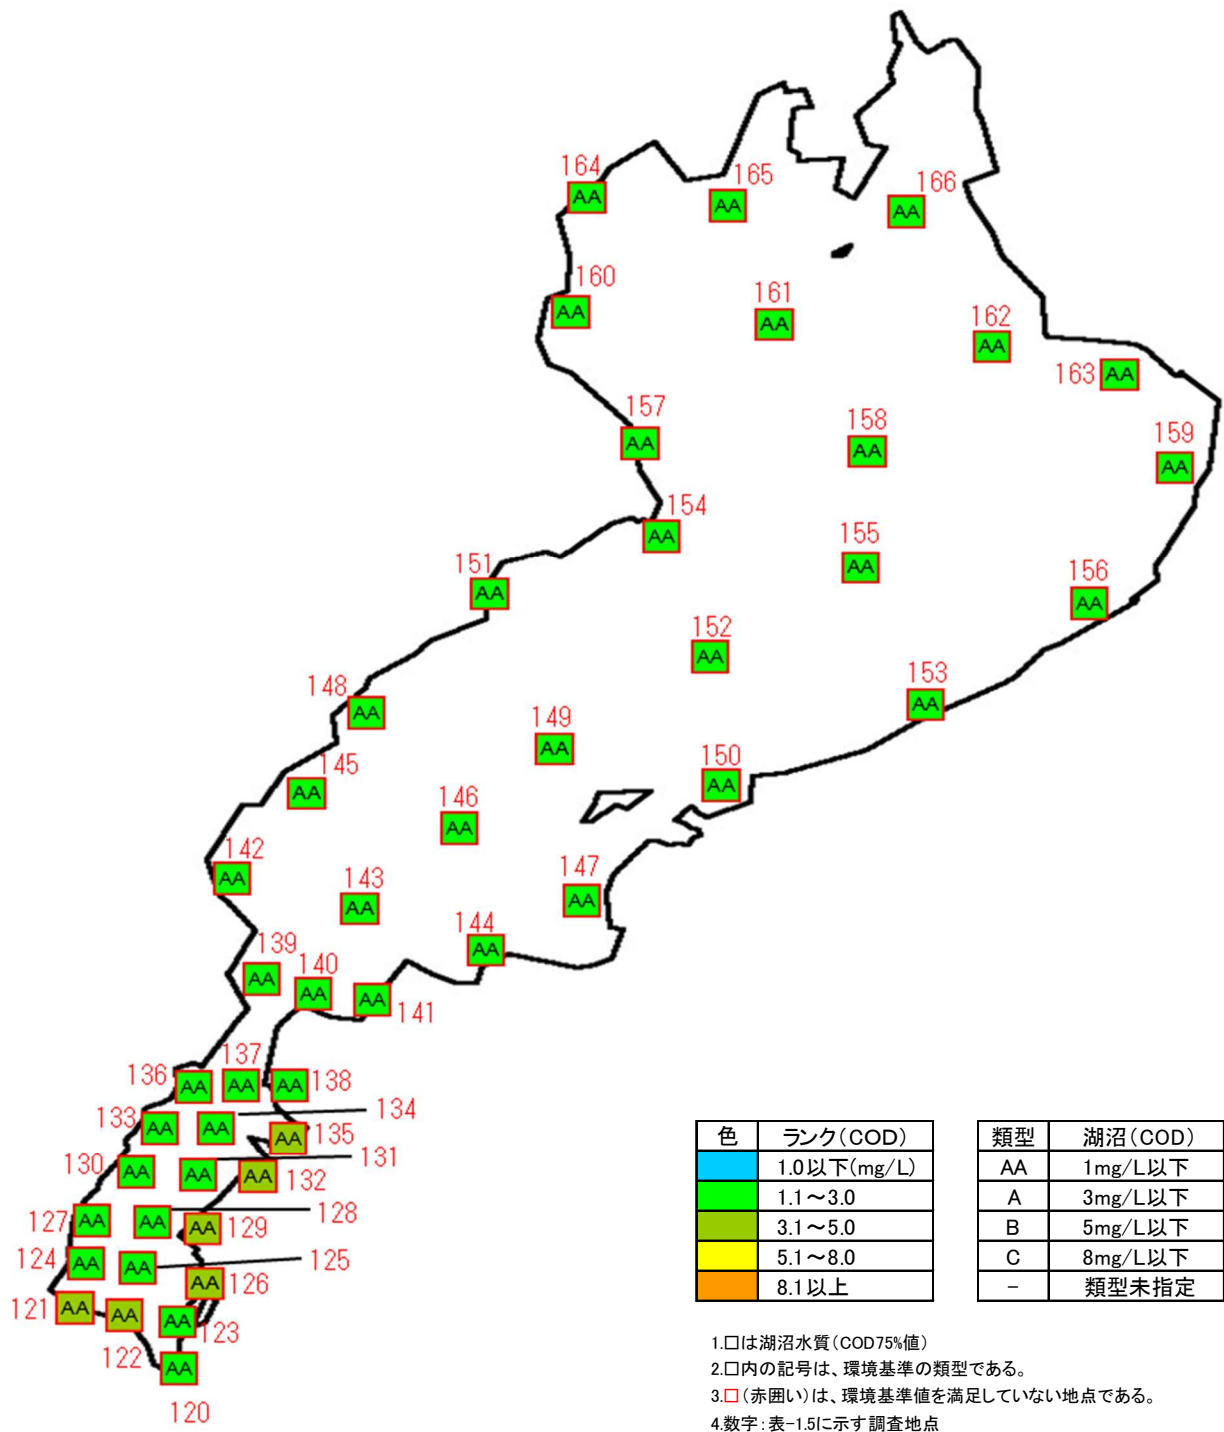 164
AA
165
AA
166
AA
160
AA
161
AA
162
AA
163 AA
157
AA
158
AA
159
AA
154
AA
155
AA
151
AA
156
AA
152
AA
153
AA
148
AA
149
AA
150
AA
145
AA
146
AA
142
AA
143
AA
147
AA
144
AA
139
AA
140
AA
AA
141
137
136 AA AA AA 138
134
133 AA AA
AA 135
131
130 AA AA AA 132
128
127 AA AA AA 129
125
124 AA AA AA 126
121 AA AA AA 123
122
AA
120
色 ランク(COD)
1.0以下(mg/L)
1.1~3.0
3.1~5.0
5.1~8.0
8.1以上
類型 湖沼(COD)
AA 1mg/L以下
A 3mg/L以下
B 5mg/L以下
C 8mg/L以下
- 類型未指定
1.□は湖沼水質(COD75%値)
2.□内の記号は、環境基準の類型である。
3.□(赤囲い)は、環境基準値を満足していない地点である。
4.数字:表-1.5に示す調査地点